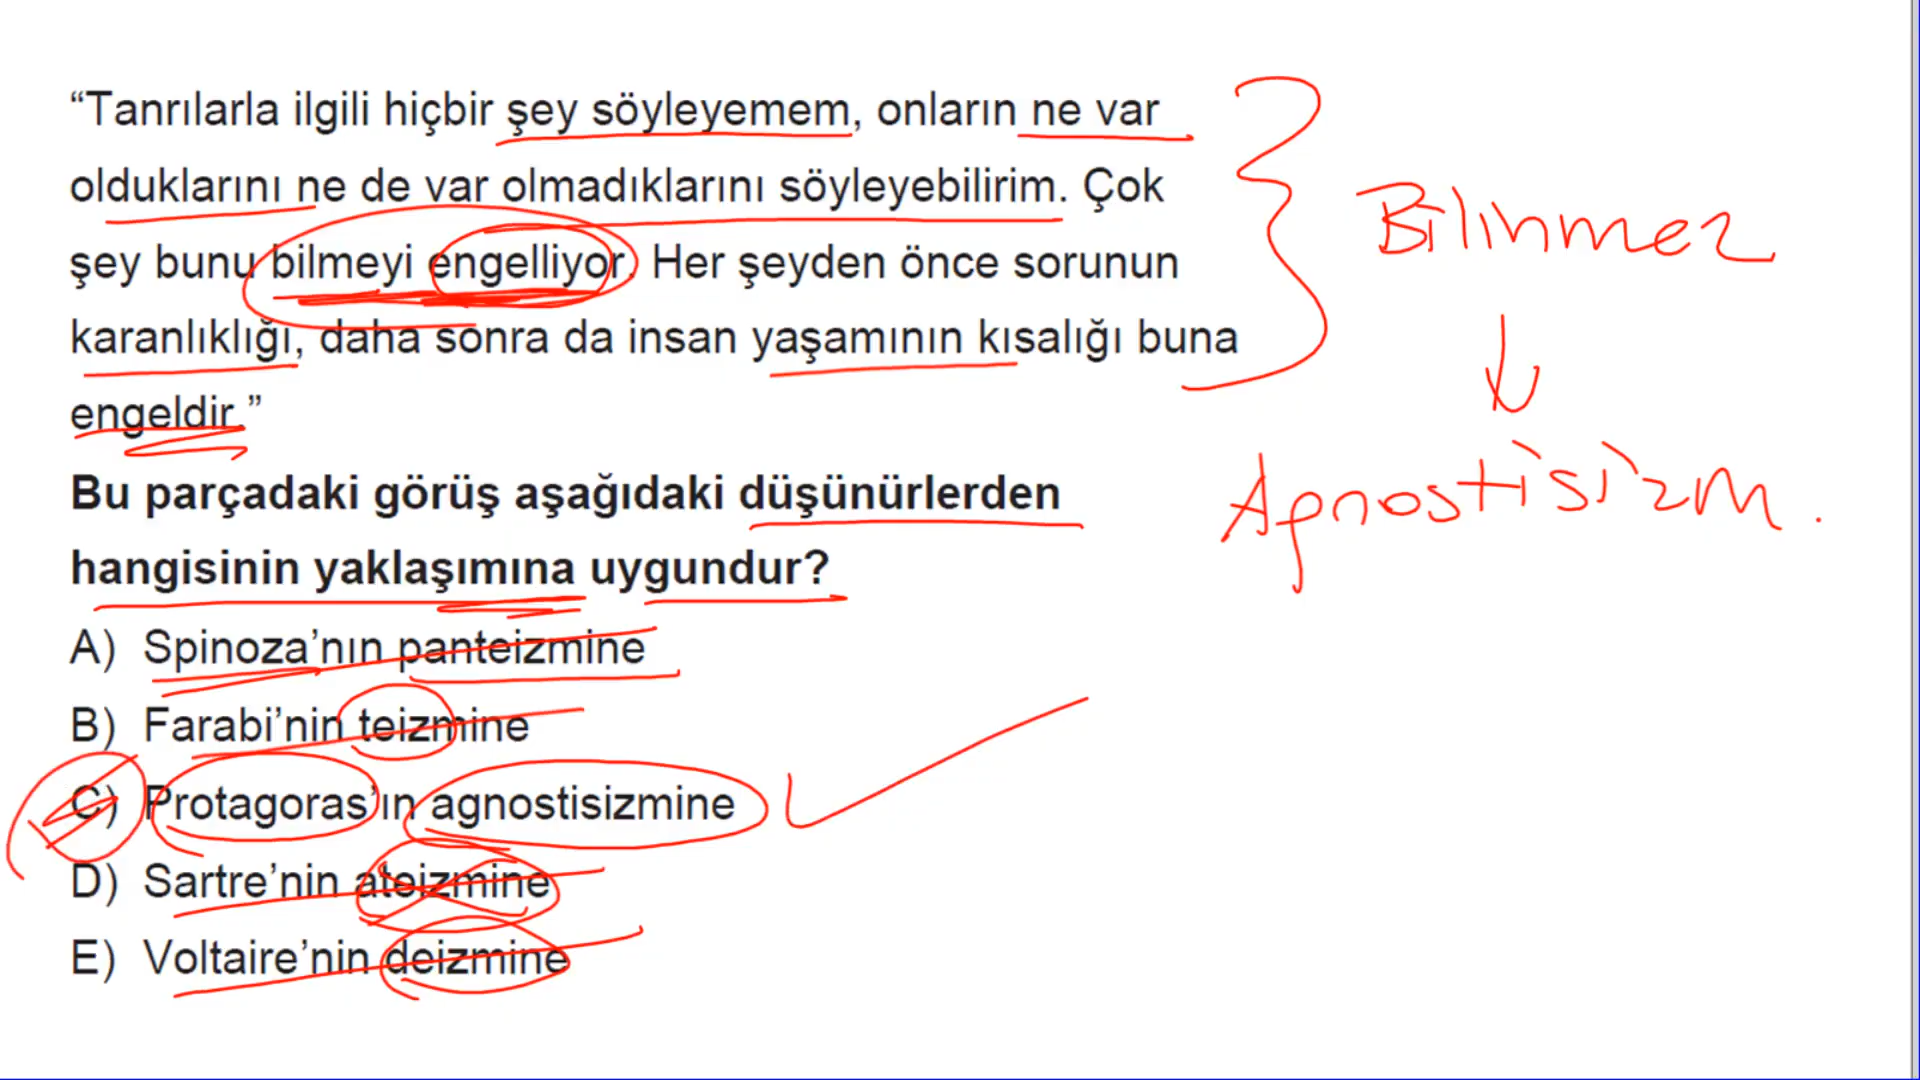 “Tanrılarla ilgili hiçbir şey söyleyemem, onların ne var
olduklarını ne de var olmadıklarını söyleyebilirim. Çok
şey bunu bilmeyi engelliyor. Her şeyden önce sorunun
karanlıklığı, daha sonra da insan yaşamının kısalığı buna
engeldir.”
Bilinmez
Agnostisizm.
Bu parçadaki görüş aşağıdaki düşünürlerden
hangisinin yaklaşımına uygundur?
A) Spinoza’nın panteizmine
B) Farabi’nin teizmine
C) Protagoras’ın agnostisizmine
D) Sartre’nin ateizmine
E) Voltaire’nin deizmine